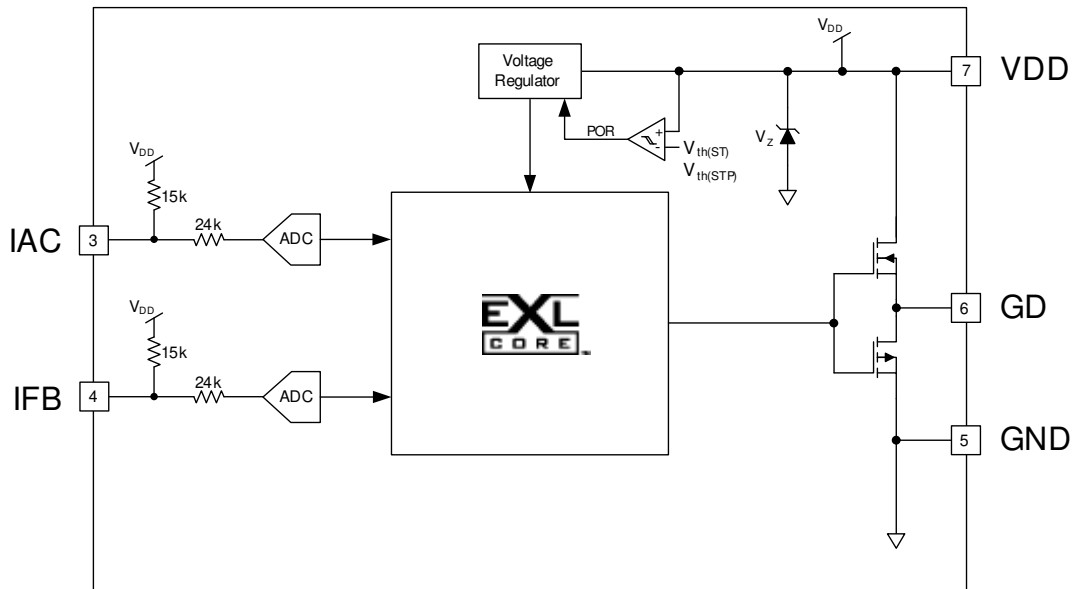 VDD
Voltage
Regulator
7
VDD
POR
+
-
Vth(ST)
Vth(STP)
VZ
VDD
15k
IAC
3
24k
ADC
EXL
CORE
6
GD
VDD
15k
IFB
4
24k
ADC
5
GND